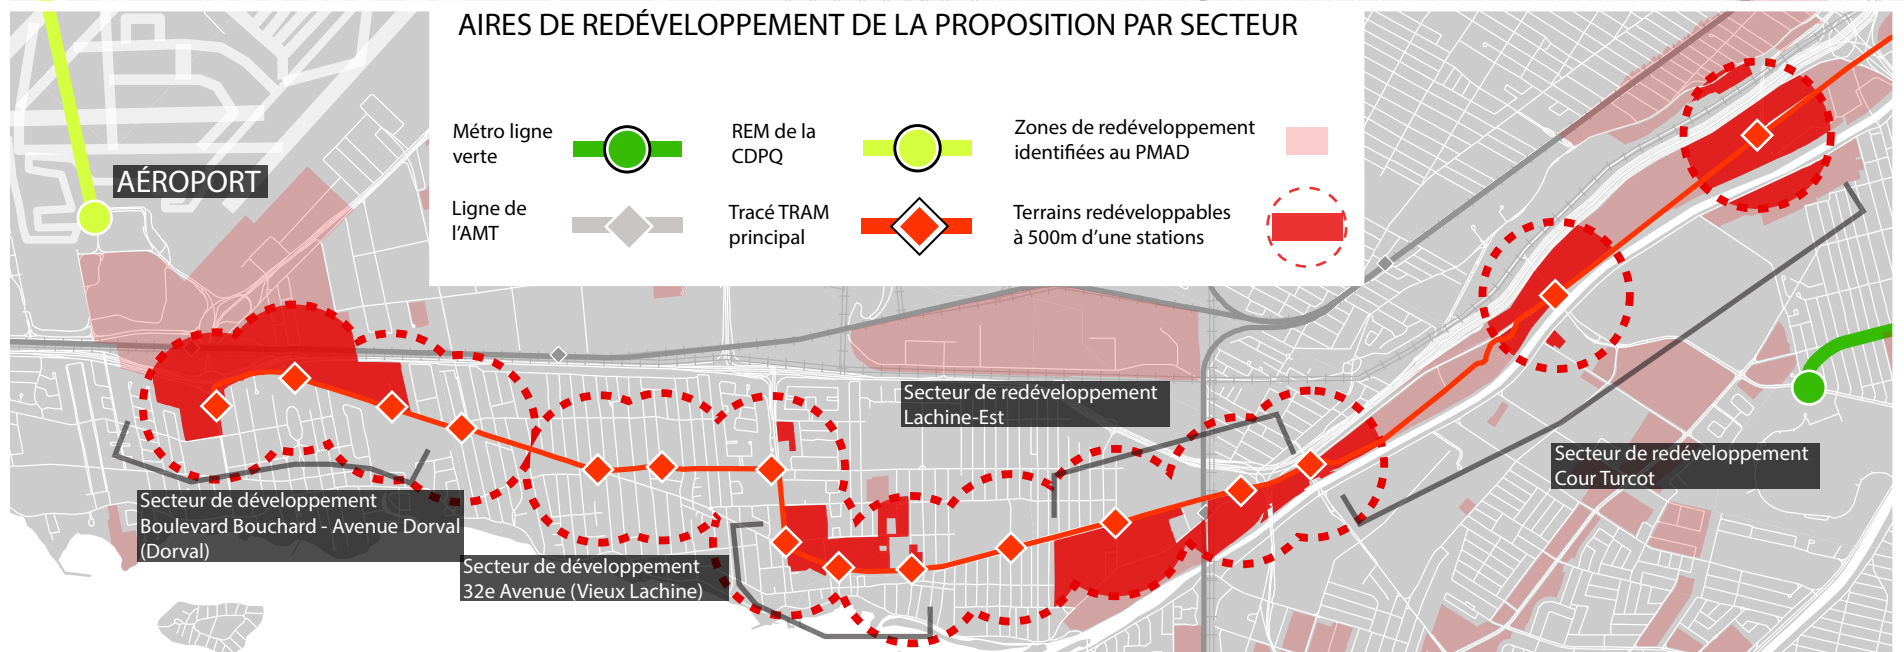 AIRES DE REDÉVELOPPEMENT DE LA PROPOSITION PAR SECTEUR
Métro ligne
verte
REM de la
CDPQ
Zones de redéveloppement
identifiées au PMAD
Ligne de
l'AMT
Tracé TRAM
principal
Terrains redéveloppables
à 500m d'une stations
AÉROPORT
Secteur de redéveloppement
Lachine-Est
Secteur de redéveloppement
Cour Turcot
Secteur de développement
Boulevard Bouchard - Avenue Dorval
(Dorval)
Secteur de développement
32e Avenue (Vieux Lachine)